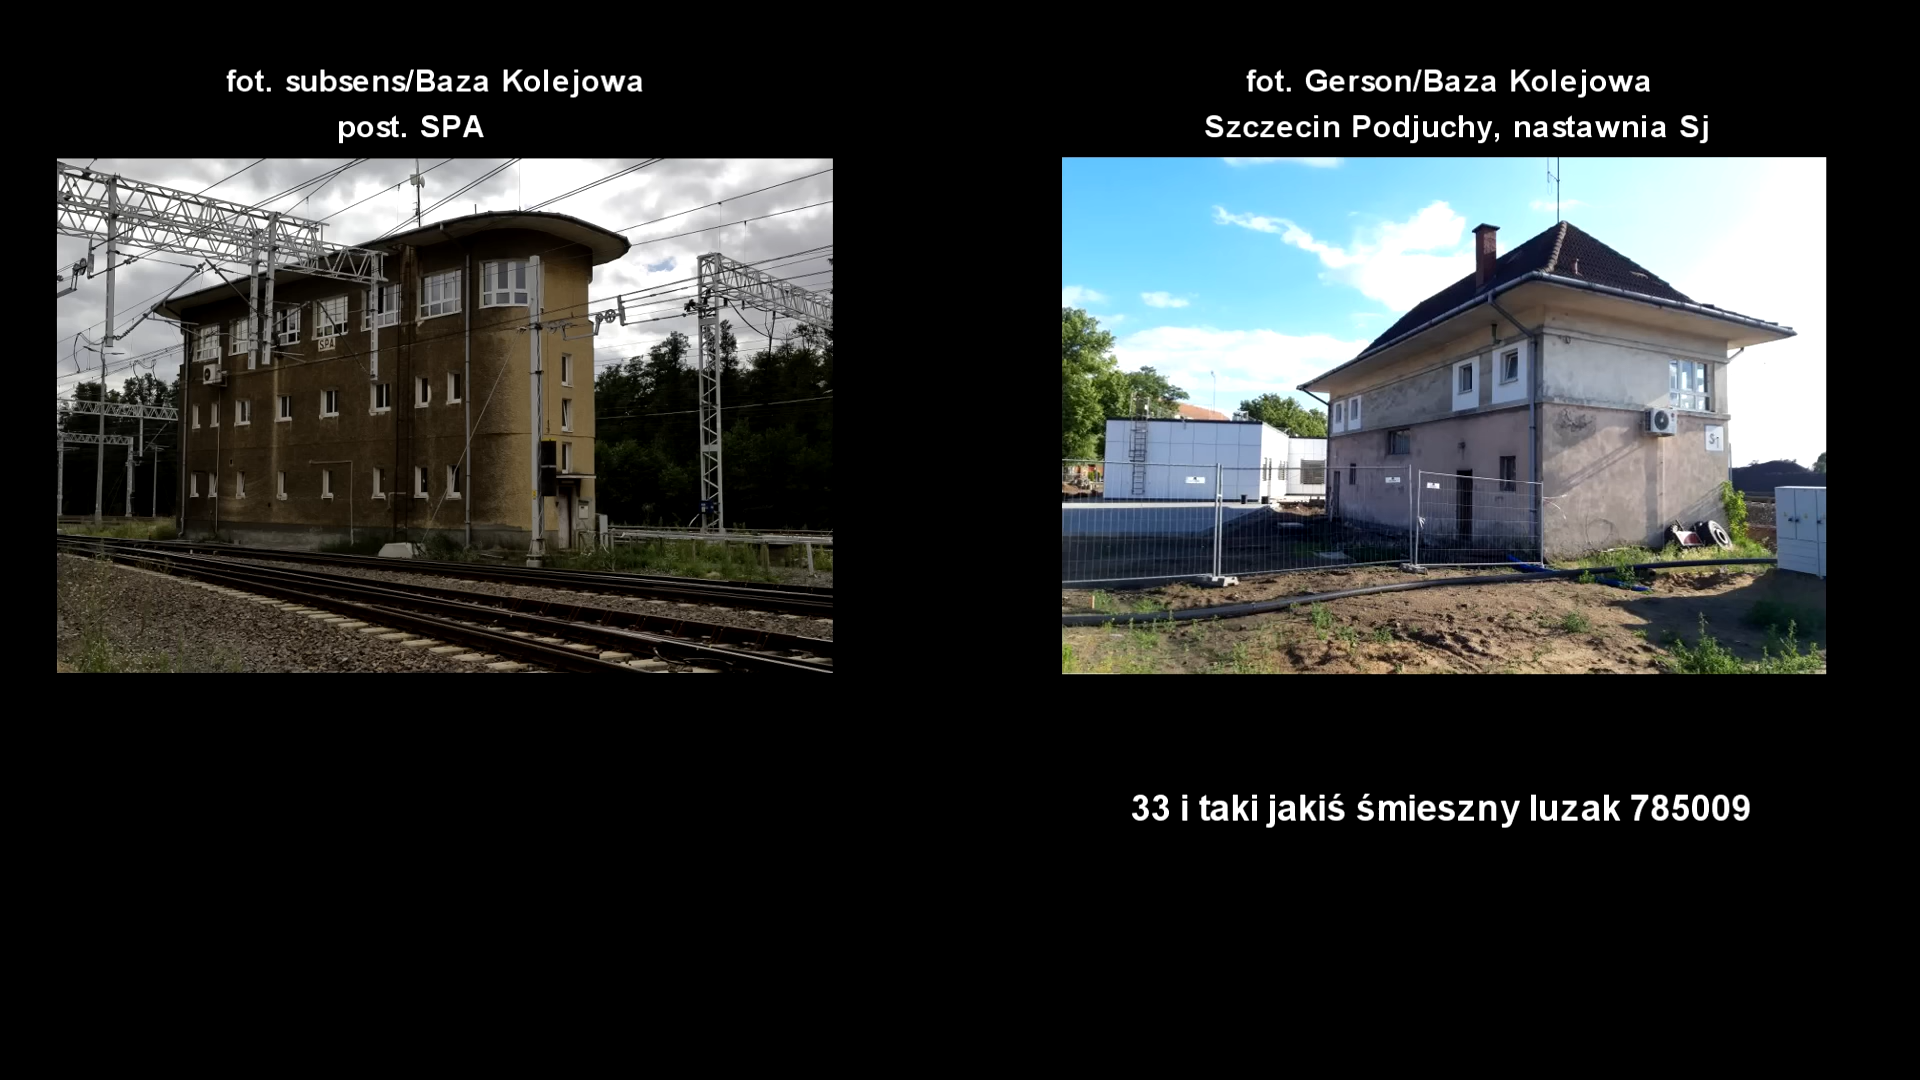 fot. subsens/Baza Kolejowa
post. SPA
SPA
fot. Gerson/Baza Kolejowa
Szczecin Podjuchy, nastawnia Sj
33 i taki jakiś śmieszny luzak 785009